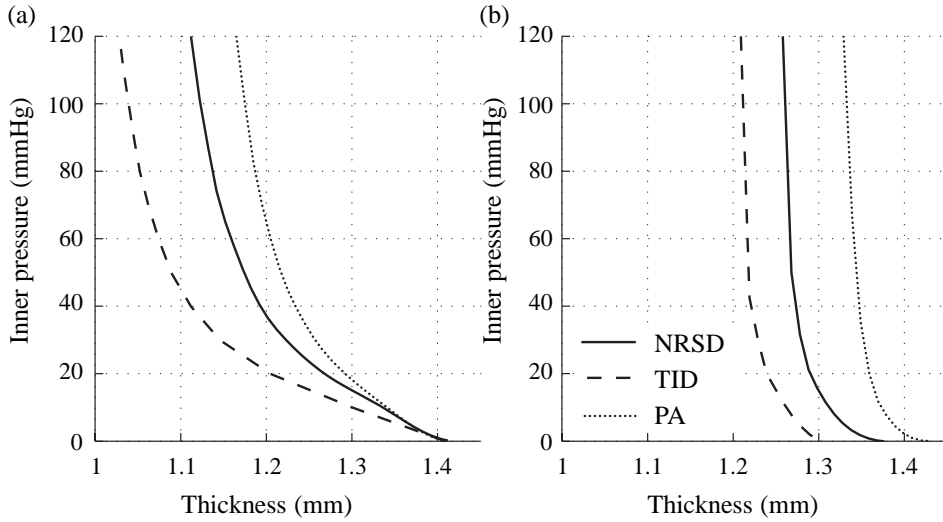 (a)
120
100
80
60
40
20
0
Inner pressure (mmHg)
1 1.1 1.2 1.3 1.4
Thickness (mm)
(b)
120
100
80
60
40
20
0
Inner pressure (mmHg)
NRSD
TID
PA
1 1.1 1.2 1.3 1.4
Thickness (mm)